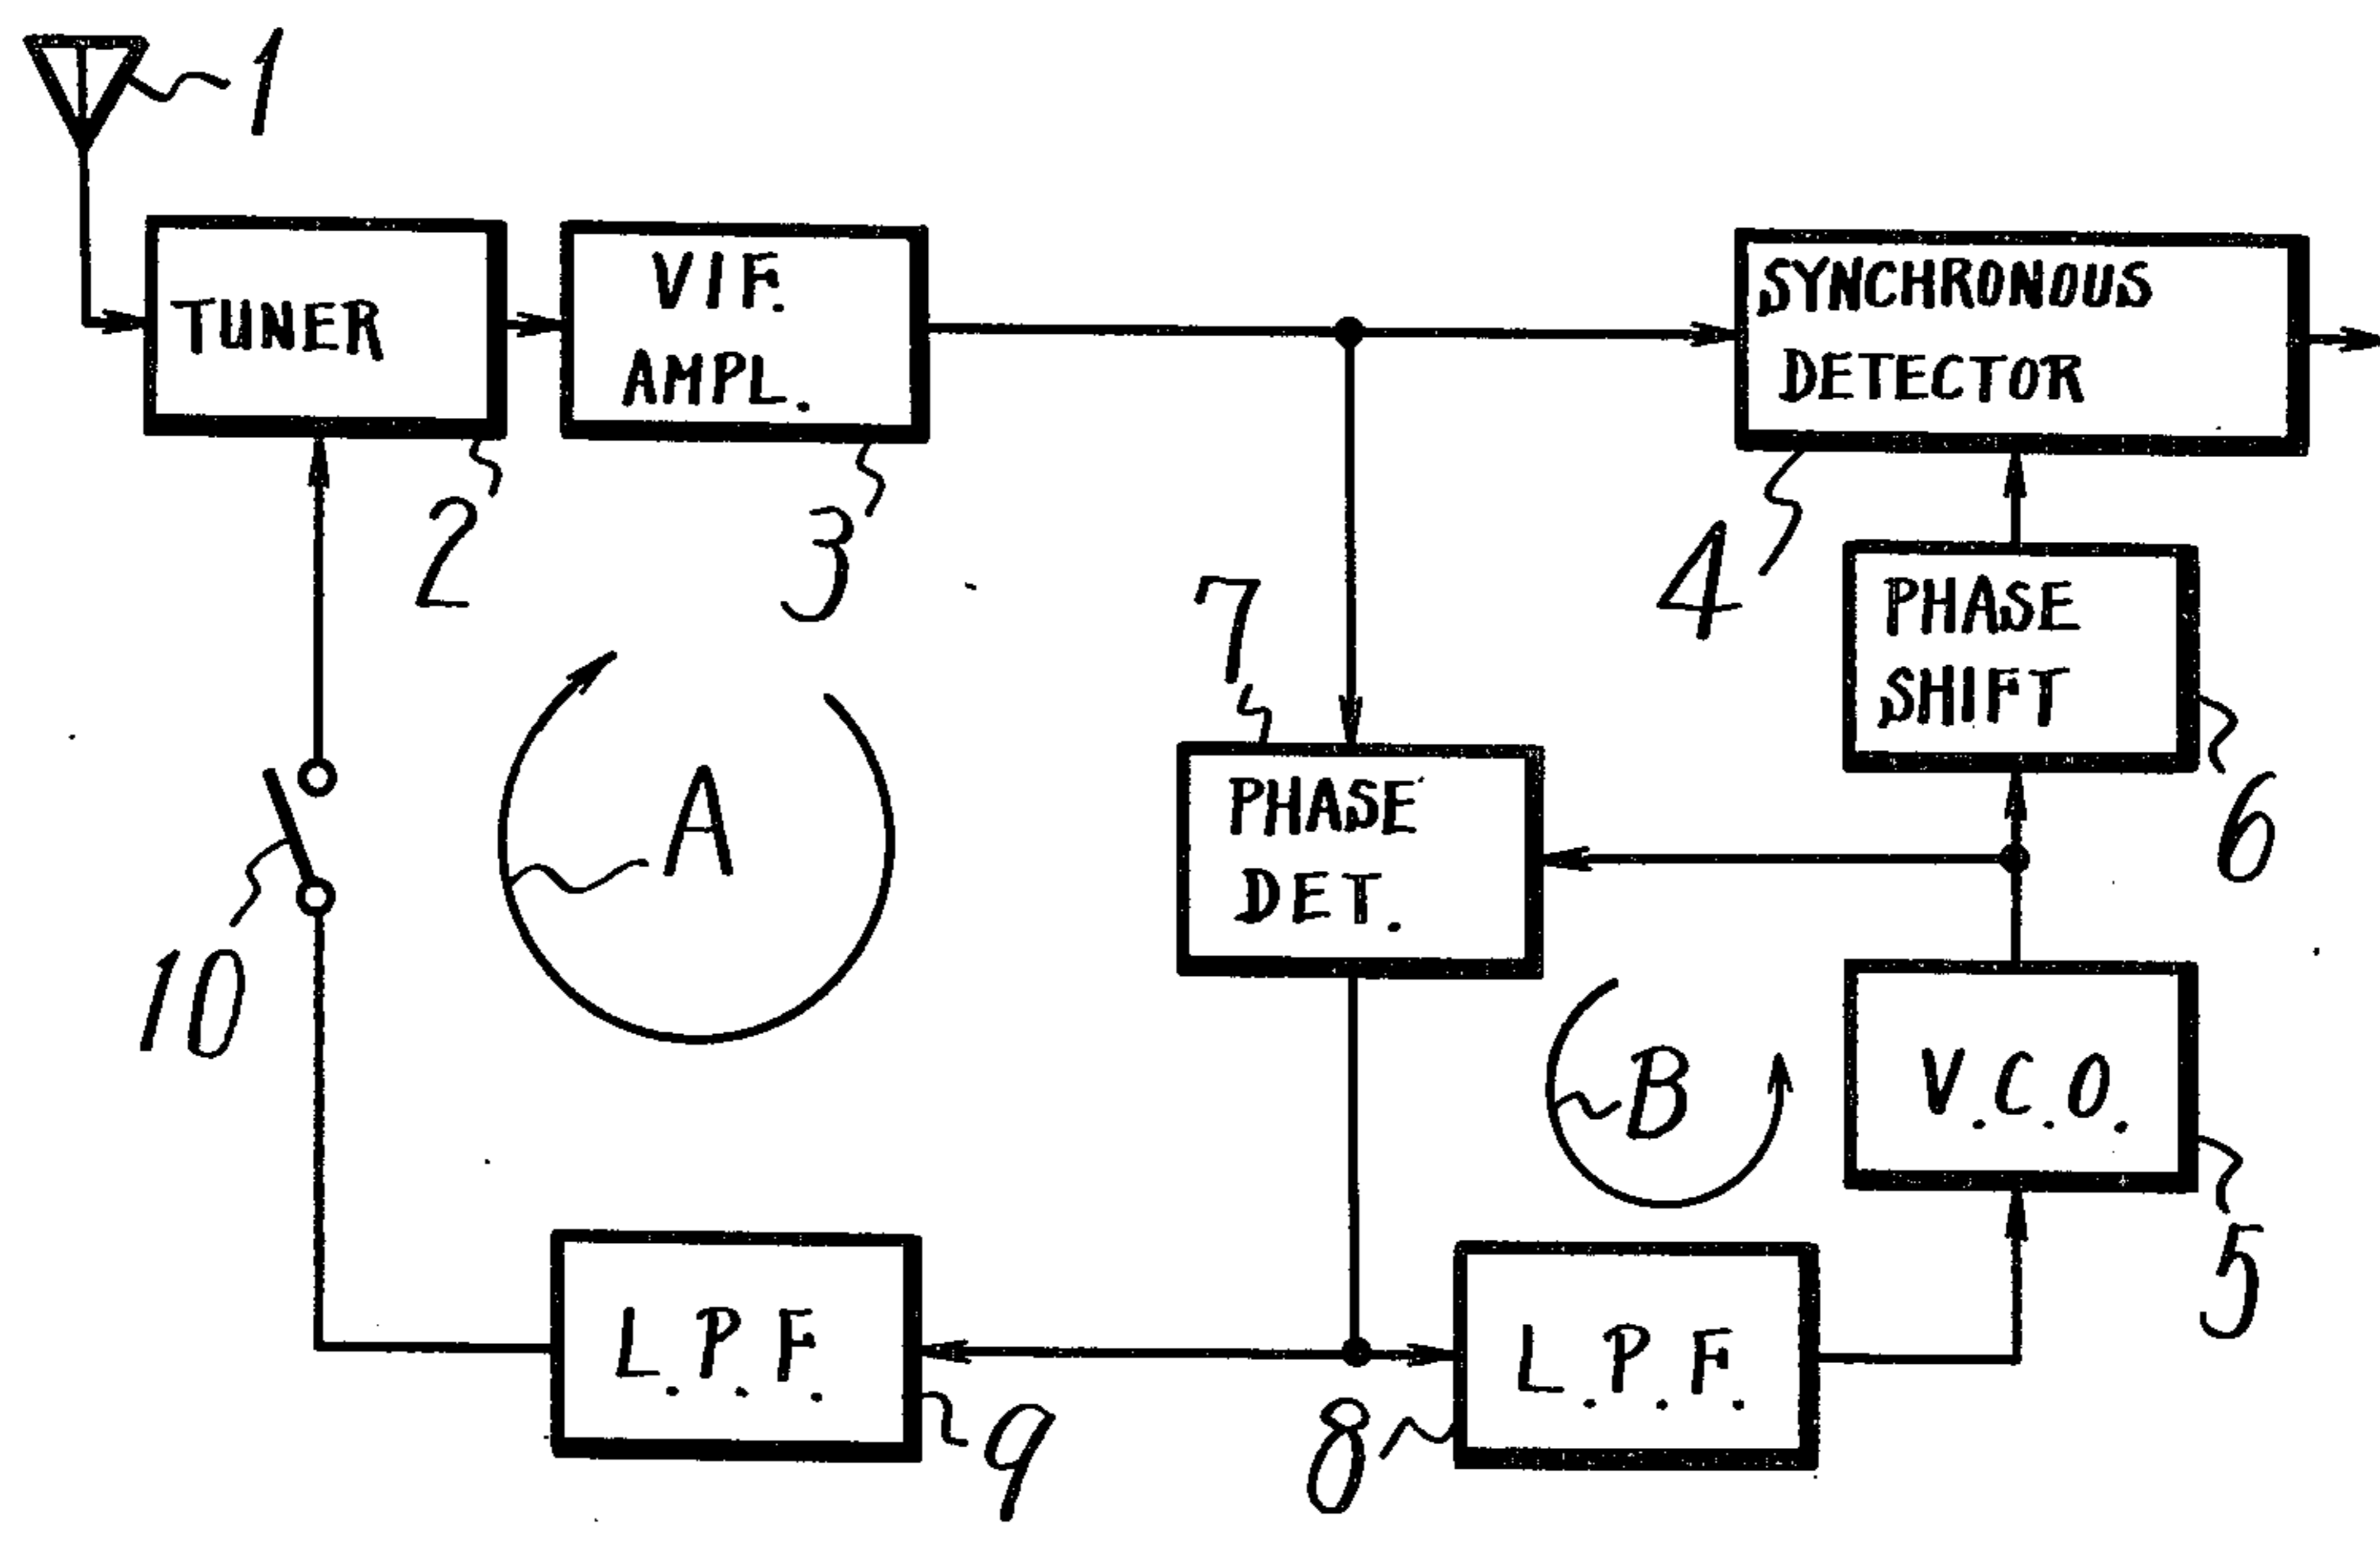 1
TUNER
VIF.
AMPL.
SYNCHRONOUS
DETECTOR
2
3
4
7
PHASE
SHIFT
6
A
PHASE
DET.
10
B
V.C.O.
5
L.P.F.
9
L.P.F.
8